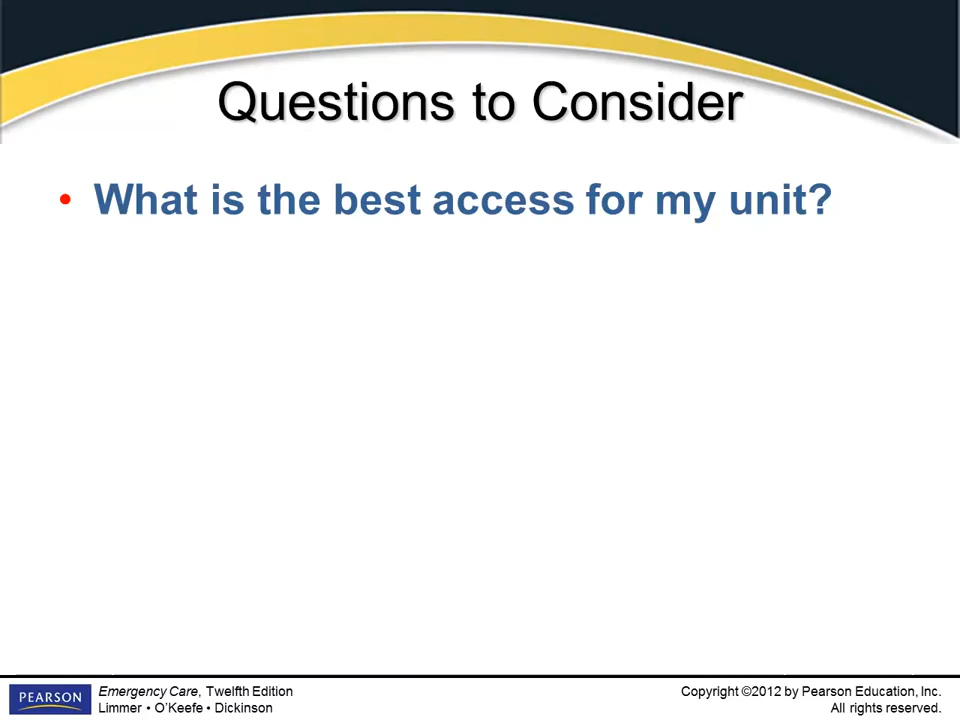 Questions to Consider
• What is the best access for my unit?
PEARSON
Emergency Care, Twelfth Edition
Limmer • O'Keefe • Dickinson
Copyright ©2012 by Pearson Education, Inc.
All rights reserved.